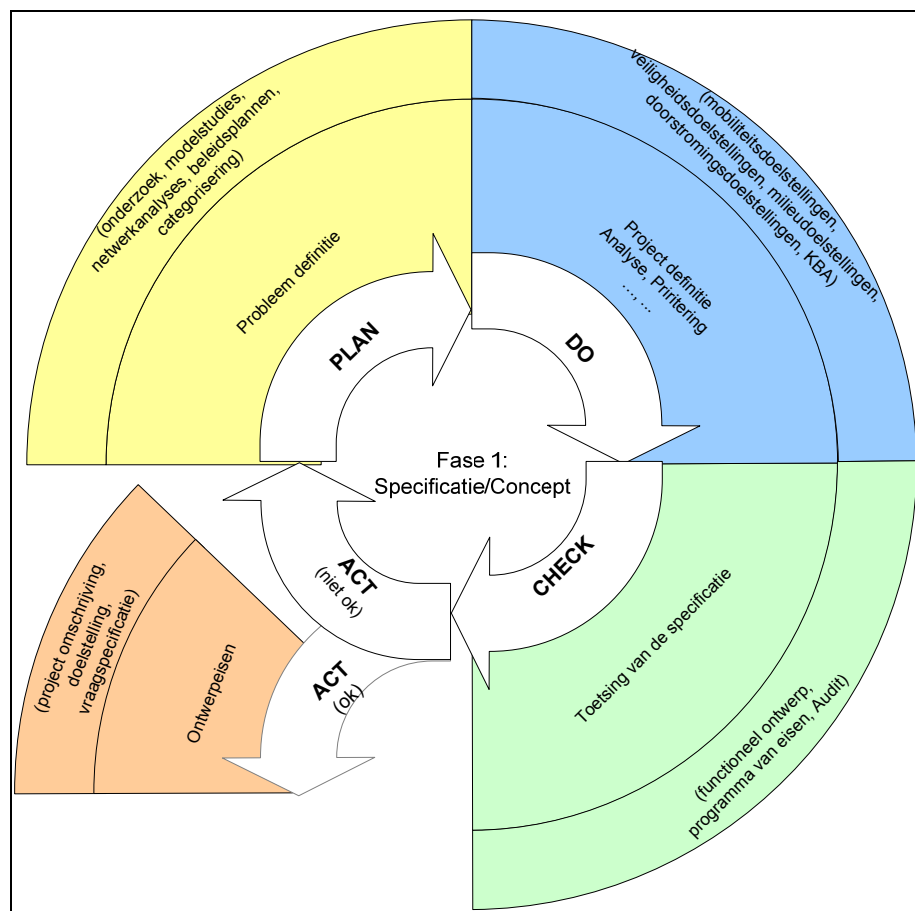 (onderzoek, modelstudies,
netwerkanalyses, beleidsplannen,
categorisering)
Probleem definitie
PLAN
(mobiliteitsdoelstellingen,
veiligheidsdoelstellingen, milieudoelstellingen,
doorstromingsdoelstellingen, KBA)
Project definitie
Analyse, Priritering
..., ...
DO
Fase 1:
Specificatie/Concept
CHECK
Toetsing van de specificatie
(functioneel ontwerp,
programma van eisen, Audit)
ACT
(niet ok)
ACT
(ok)
Ontwerpeisen
(project omschrijving,
doelstelling,
vraagspecificatie)